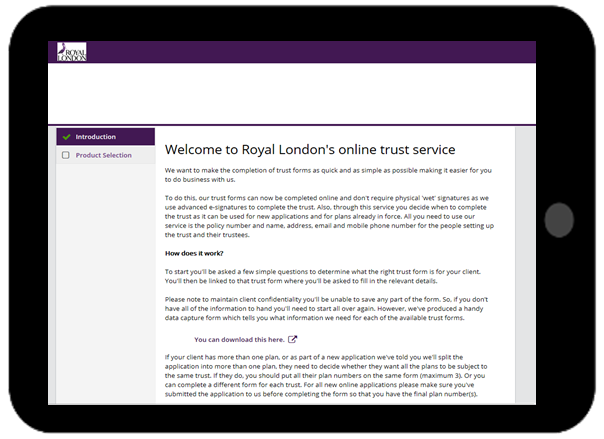 ROYAL
LONDON
Introduction
Product Selection
Welcome to Royal London's online trust service
We want to make the completion of trust forms as quick and as simple as possible making it easier for you
to do business with us.
To do this, our trust forms can now be completed online and don't require physical 'wet' signatures as we
use advanced e-signatures to complete the trust. Also, through this service you decide when to complete
the trust as it can be used for new applications and for plans already in force. All you need to use our
service is the policy number and name, address, email and mobile phone number for the people setting up
the trust and their trustees.
How does it work?
To start you'll be asked a few simple questions to determine what the right trust form is for your client.
You'll then be linked to that trust form where you'll be asked to fill in the relevant details.
Please note to maintain client confidentiality you'll be unable to save any part of the form. So, if you don't
have all of the information to hand you'll need to start all over again. However, we've produced a handy
data capture form which tells you what information we need for each of the available trust forms.
You can download this here.
If your client has more than one plan, or as part of a new application we've told you we'll split the
application into more than one plan, they need to decide whether they want all the plans to be subject to
the same trust. If they do, you should put all their plan numbers on the same form (maximum 3). Or you
can complete a different form for each trust. For all new online applications please make sure you've
submitted the application to us before completing the form so that you have the final plan number(s).